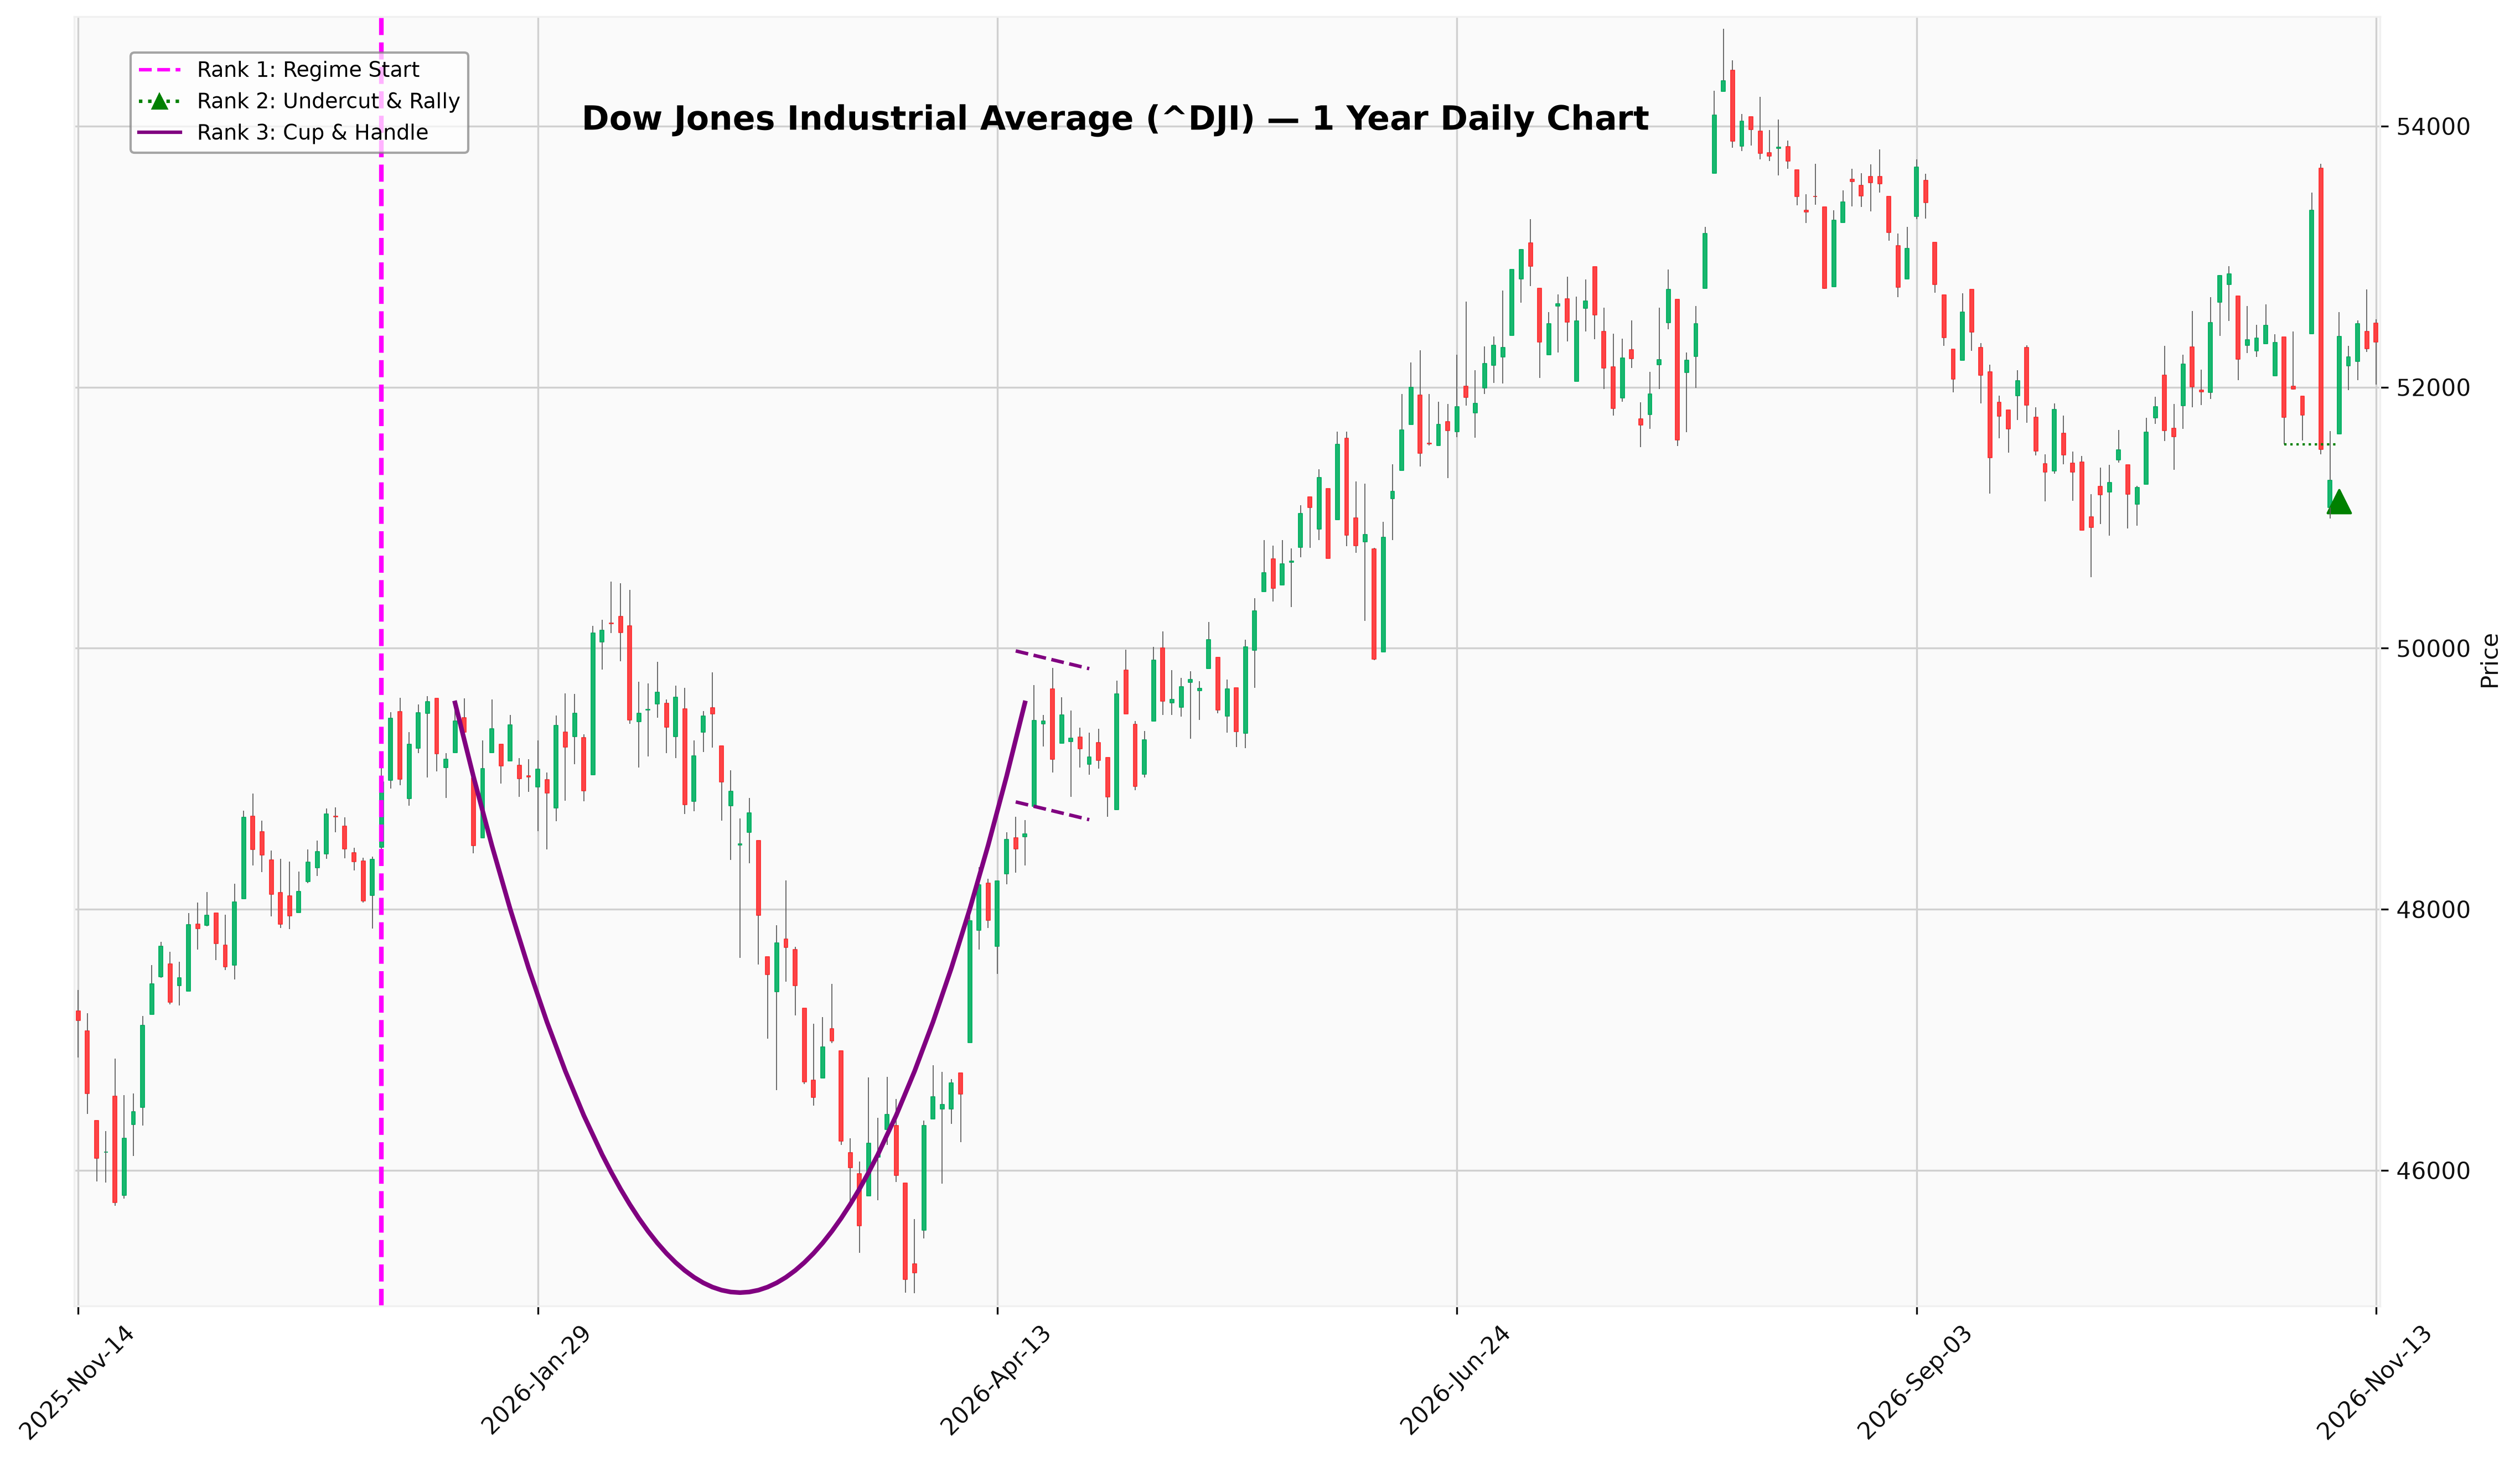 Rank 1: Regime Start
Rank 2: Undercut & Rally
Rank 3: Cup & Handle
Dow Jones Industrial Average (^DJI) — 1 Year Daily Chart
54000
52000
50000
48000
46000
Price
2025-Nov-14
2026-Jan-29
2026-Apr-13
2026-Jun-24
2026-Sep-03
2026-Nov-13